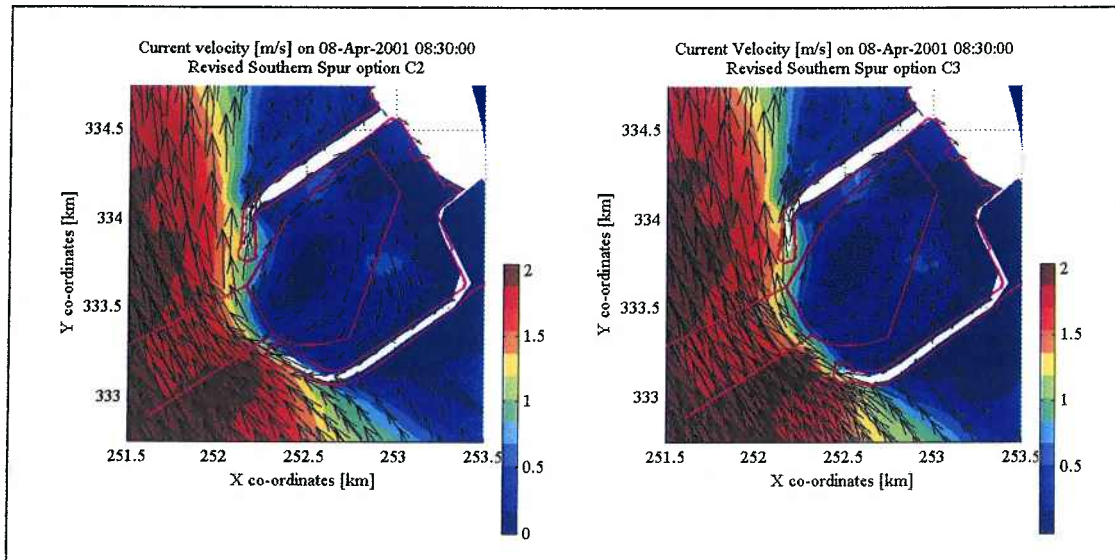 Current velocity [m/s] on 08-Apr-2001 08:30:00
Revised Southern Spur option C2
Y co-ordinates [km]
334.5
334
333.5
333
251.5 252 252.5 253 253.5
X co-ordinates [km]
2
1.5
1
0.5
0
Current Velocity [m/s] on 08-Apr-2001 08:30:00
Revised Southern Spur option C3
Y co-ordinates [km]
334.5
334
333.5
333
251.5 252 252.5 253 253.5
X co-ordinates [km]
2
1.5
1
0.5